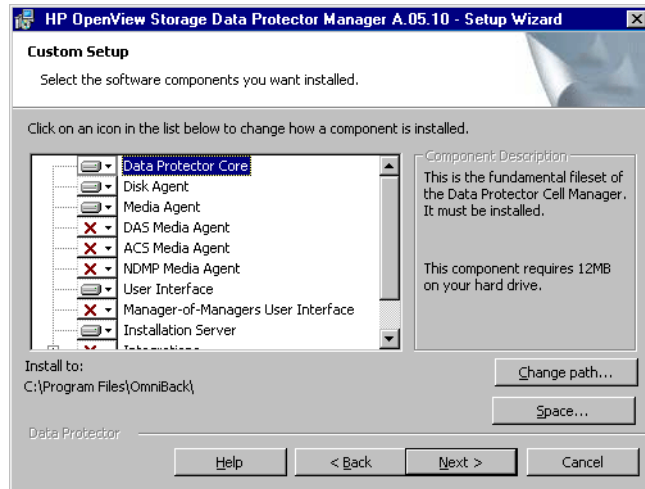 HP OpenView Storage Data Protector Manager A.05.10 - Setup Wizard
Custom Setup
Select the software components you want installed.
Click on an icon in the list below to change how a component is installed.
Data Protector Core
Disk Agent
Media Agent
DAS Media Agent
ACS Media Agent
NDMP Media Agent
User Interface
Manager-of-Managers User Interface
Installation Server
Integrations
Component Description
This is the fundamental fileset of
the Data Protector Cell Manager.
It must be installed.
This component requires 12MB
on your hard drive.
Install to:
C:\Program Files\OmniBack\
Change path...
Space...
Data Protector
Help
< Back
Next >
Cancel